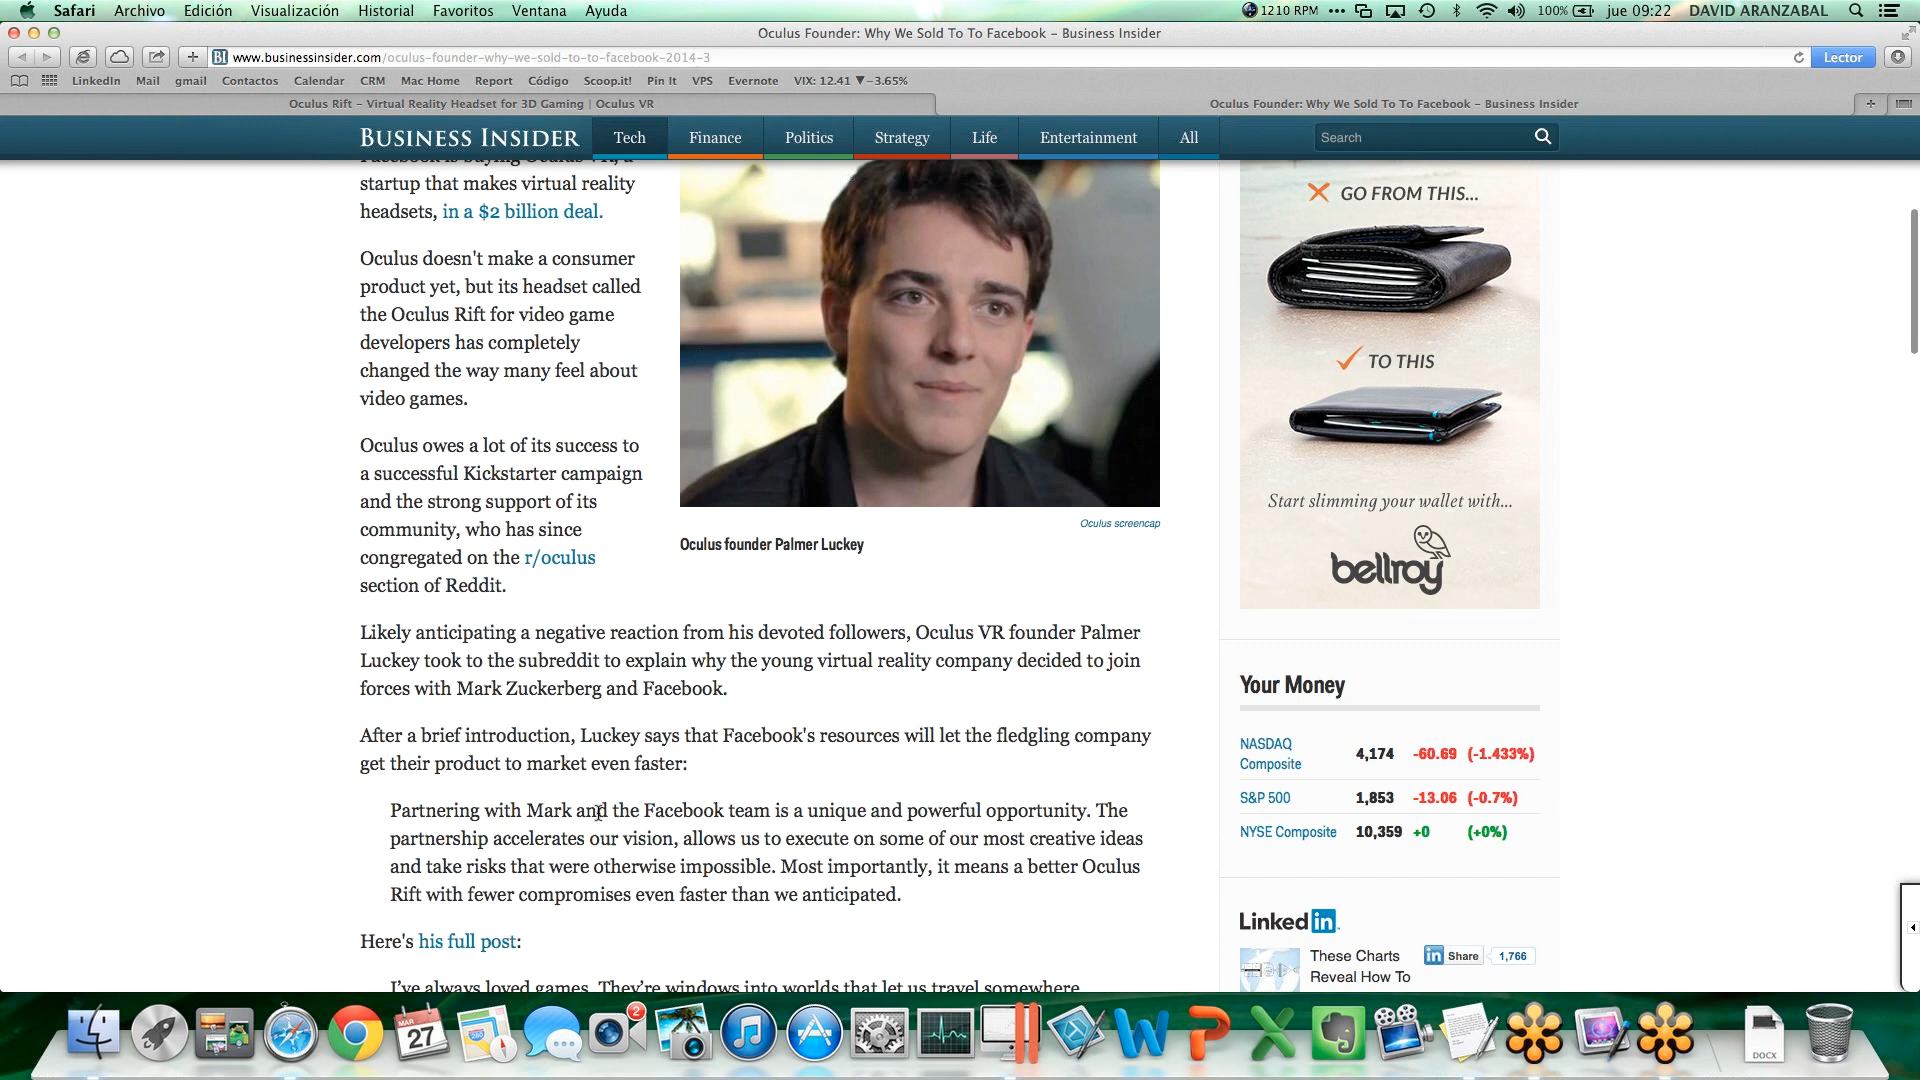 Safari Archivo Edición Visualización Historial Favoritos Ventana Ayuda 1210 RPM 100% jue 09:22 DAVID ARANZABAL
Oculus Founder: Why We Sold To To Facebook – Business Insider
BI www.businessinsider.com/oculus-founder-why-we-sold-to-to-facebook-2014-3 Lector
LinkedIn Mail gmail Contactos Calendar CRM Mac Home Report Código Scoop.it! Pin It VPS Evernote VIX: 12.41 ▼−3.65%
Oculus Rift – Virtual Reality Headset for 3D Gaming | Oculus VR Oculus Founder: Why We Sold To To Facebook – Business Insider
BUSINESS INSIDER Tech Finance Politics Strategy Life Entertainment All Search
startup that makes virtual reality
headsets, in a $2 billion deal.
Oculus doesn't make a consumer
product yet, but its headset called
the Oculus Rift for video game
developers has completely
changed the way many feel about
video games.
Oculus owes a lot of its success to
a successful Kickstarter campaign
and the strong support of its
community, who has since
congregated on the r/oculus
section of Reddit.
Oculus screencap
Oculus founder Palmer Luckey
Likely anticipating a negative reaction from his devoted followers, Oculus VR founder Palmer
Luckey took to the subreddit to explain why the young virtual reality company decided to join
forces with Mark Zuckerberg and Facebook.
After a brief introduction, Luckey says that Facebook's resources will let the fledgling company
get their product to market even faster:
Partnering with Mark and the Facebook team is a unique and powerful opportunity. The
partnership accelerates our vision, allows us to execute on some of our most creative ideas
and take risks that were otherwise impossible. Most importantly, it means a better Oculus
Rift with fewer compromises even faster than we anticipated.
Here's his full post:
I've always loved games. They're windows into worlds that let us travel somewhere
GO FROM THIS...
TO THIS
Start slimming your wallet with...
bellroy
Your Money
NASDAQ
Composite 4,174 -60.69 (-1.433%)
S&P 500 1,853 -13.06 (-0.7%)
NYSE Composite 10,359 +0 (+0%)
Linked in
These Charts
Reveal How To
in Share 1,766
MAR
27
2
W P X
DOCX